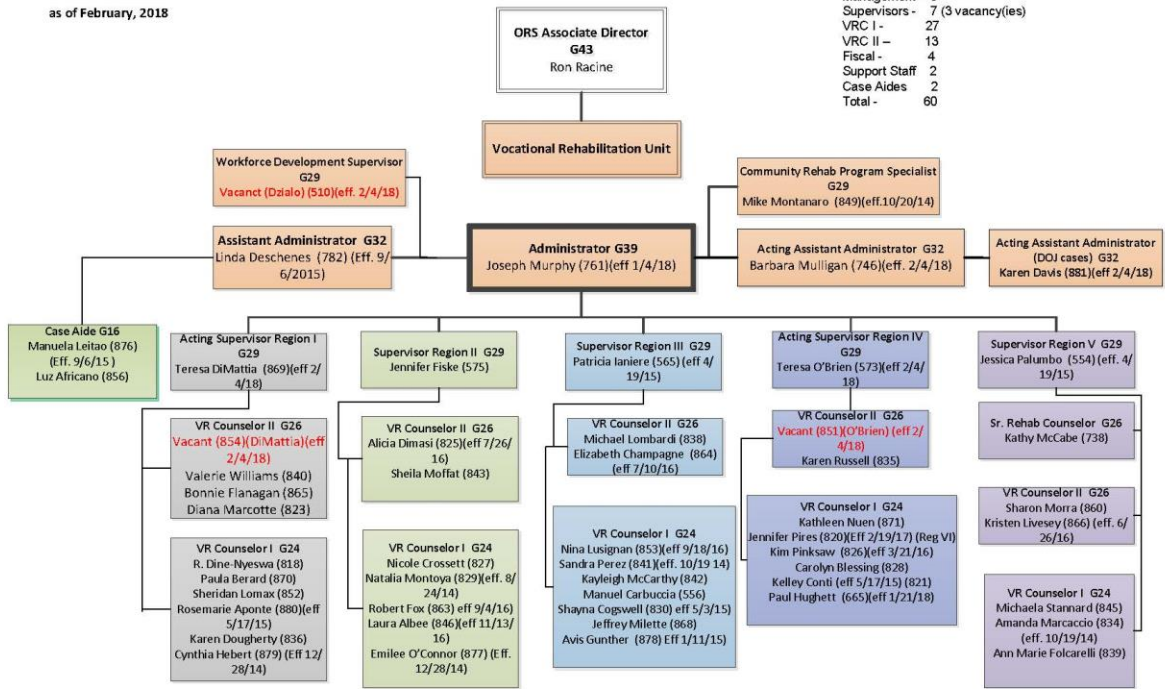 as of February, 2018
Supervisors - 7 (3 vacancy(ies)
VRC I - 27
VRC II – 13
Fiscal - 4
Support Staff 2
Case Aides 2
Total - 60
ORS Associate Director
G43
Ron Racine
Vocational Rehabilitation Unit
Workforce Development Supervisor
G29
Vacanct (Dzialo) (510)(eff. 2/4/18)
Community Rehab Program Specialist
G29
Mike Montanaro (849)(eff.10/20/14)
Assistant Administrator G32
Linda Deschenes (782) (Eff. 9/
6/2015)
Administrator G39
Joseph Murphy (761)(eff 1/4/18)
Acting Assistant Administrator G32
Barbara Mulligan (746)(eff. 2/4/18)
Acting Assistant Administrator
(DOJ cases) G32
Karen Davis (881)(eff 2/4/18)
Case Aide G16
Manuela Leitao (876)
(Eff. 9/6/15 )
Luz Africano (856)
Acting Supervisor Region I
G29
Teresa DiMattia (869)(eff 2/
4/18)
Supervisor Region II G29
Jennifer Fiske (575)
Supervisor Region III G29
Patricia Ianiere (565)(eff 4/
19/15)
Acting Supervisor Region IV
G29
Teresa O'Brien (573)(eff 2/4/
18)
Supervisor Region V G29
Jessica Palumbo (554)(eff. 4/
19/15)
VR Counselor II G26
Vacant (854)(DiMattia)(eff
2/4/18)
Valerie Williams (840)
Bonnie Flanagan (865)
Diana Marcotte (823)
VR Counselor II G26
Alicia Dimasi (825)(eff 7/26/
16)
Sheila Moffat (843)
VR Counselor II G26
Michael Lombardi (838)
Elizabeth Champagne (864)
(eff 7/10/16)
VR Counselor II G26
Vacant (851)(O'Brien) (eff 2/
4/18)
Karen Russell (835)
Sr. Rehab Counselor G26
Kathy McCabe (738)
VR Counselor II G26
Sharon Morra (860)
Kristen Livesey (866) (eff. 6/
26/16)
VR Counselor I G24
R. Dine-Nyeswa (818)
Paula Berard (870)
Sheridan Lomax (852)
Rosemarie Aponte (880)(eff
5/17/15)
Karen Dougherty (836)
Cynthia Hebert (879) (Eff 12/
28/14)
VR Counselor I G24
Nicole Crossett (827)
Natalia Montoya (829)(eff. 8/
24/14)
Robert Fox (863) eff 9/4/16)
Laura Albee (846)(eff11/13/
16)
Emilee O'Connor (877) (Eff.
12/28/14)
VR Counselor I G24
Nina Lusignan (853)(eff 9/18/16)
Sandra Perez (841)(eff. 10/19 14)
Kayleigh McCarthy (842)
Manuel Carbuccia (556)
Shayna Cogswell (830) eff 5/3/15)
Jeffrey Milette (868)
Avis Gunther (878) Eff 1/11/15)
VR Counselor I G24
Kathleen Nuen (871)
Jennifer Pires (820)(Eff 2/19/17) (Reg VI)
Kim Pinksaw (826)(eff 3/21/16)
Carolyn Blessing (828)
Kelley Conti (eff 5/17/15) (821)
Paul Hughett (665)(eff 1/21/18)
VR Counselor I G24
Michaela Stannard (845)
Amanda Marcaccio (834)
(eff. 10/19/14)
Ann Marie Folcarelli (839)